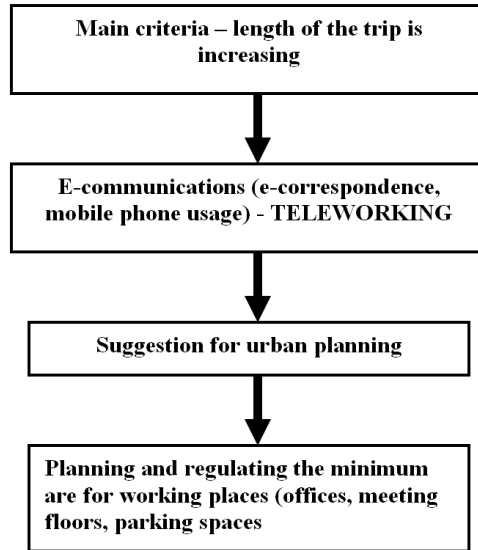 Main criteria – length of the trip is
increasing
E-communications (e-correspondence,
mobile phone usage) - TELEWORKING
Suggestion for urban planning
Planning and regulating the minimum
are for working places (offices, meeting
floors, parking spaces